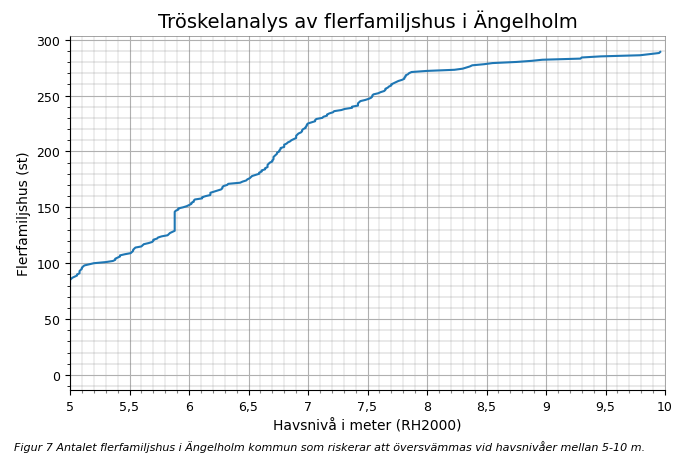 Tröskelanalys av flerfamiljshus i Ängelholm
Flerfamiljshus (st)
300
250
200
150
100
50
0
5 5,5 6 6,5 7 7,5 8 8,5 9 9,5 10
Havsnivå i meter (RH2000)
Figur 7 Antalet flerfamiljshus i Ängelholm kommun som riskerar att översvämmas vid havsnivåer mellan 5-10 m.